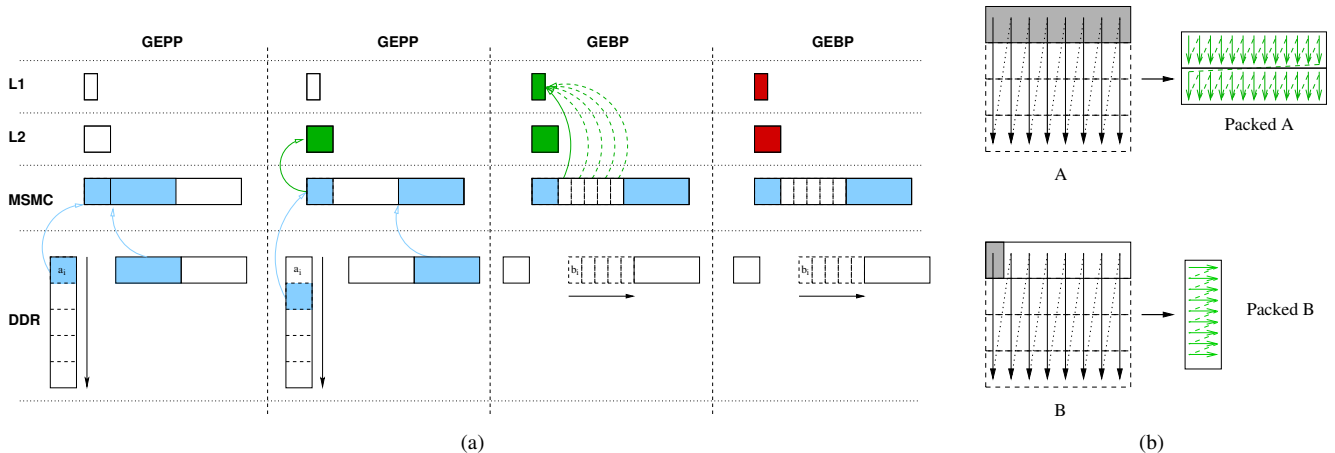 GEPP GEPP GEBP GEBP
L1
L2
MSMC
DDR
a_i
a_i
b_i
b_i
(a)
A
Packed A
B
Packed B
(b)